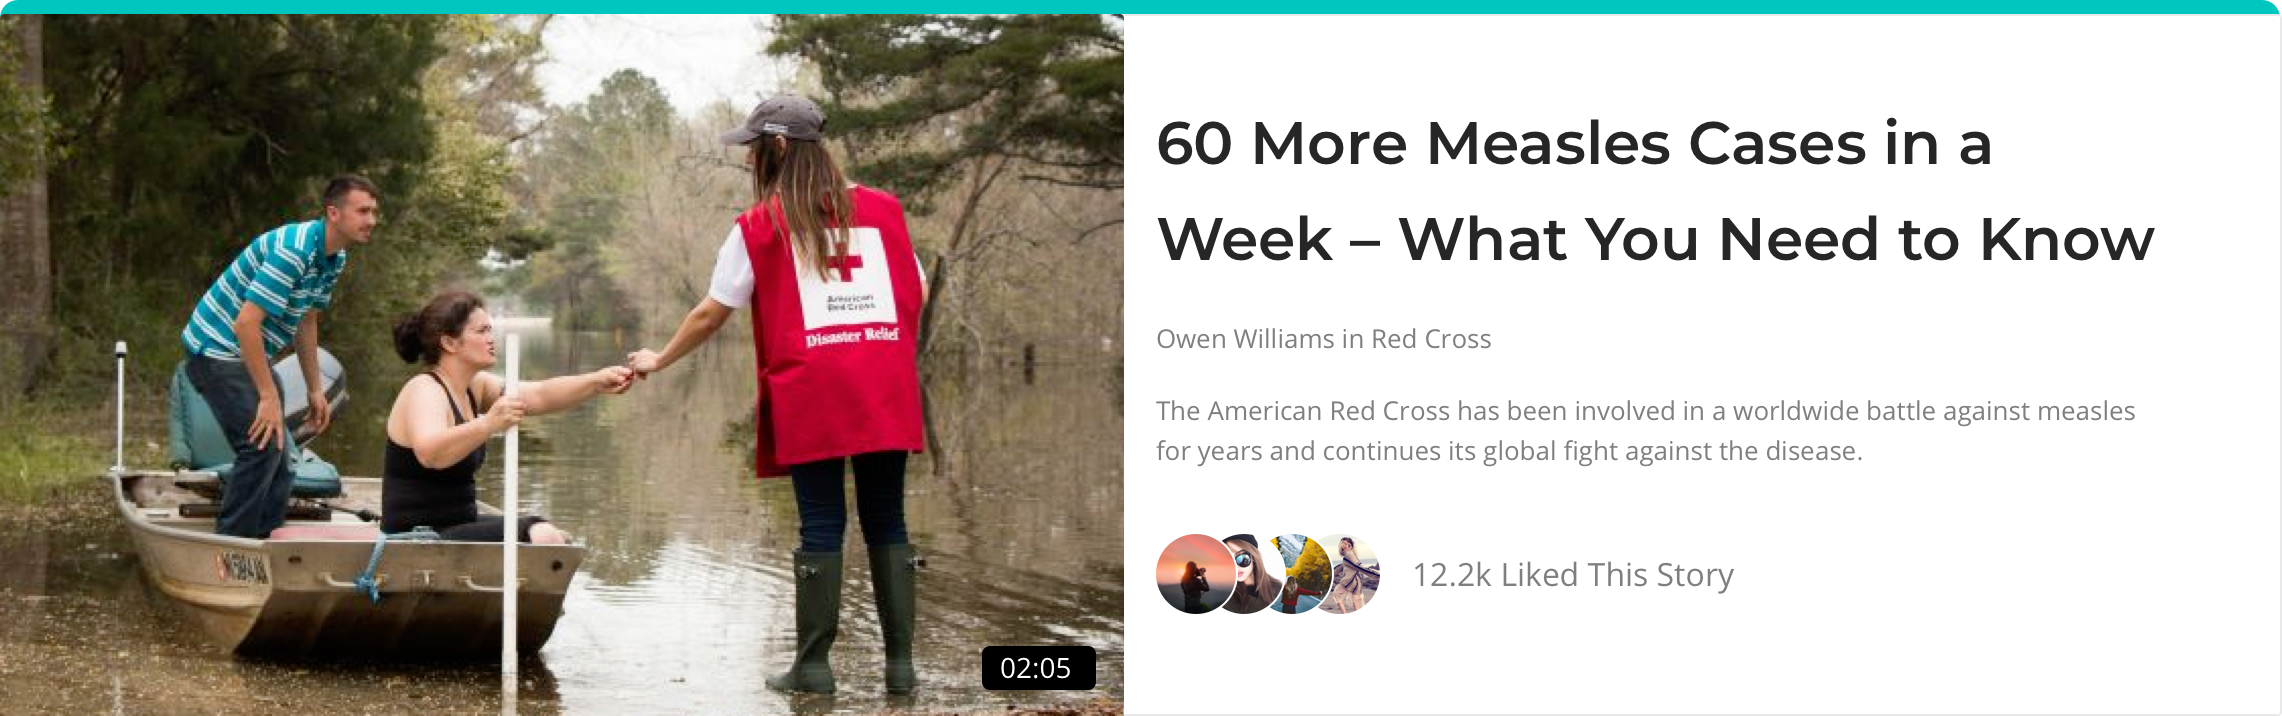 American
Red Cross
Disaster Relief
02:05
60 More Measles Cases in a
Week – What You Need to Know
Owen Williams in Red Cross
The American Red Cross has been involved in a worldwide battle against measles
for years and continues its global fight against the disease.
12.2k Liked This Story